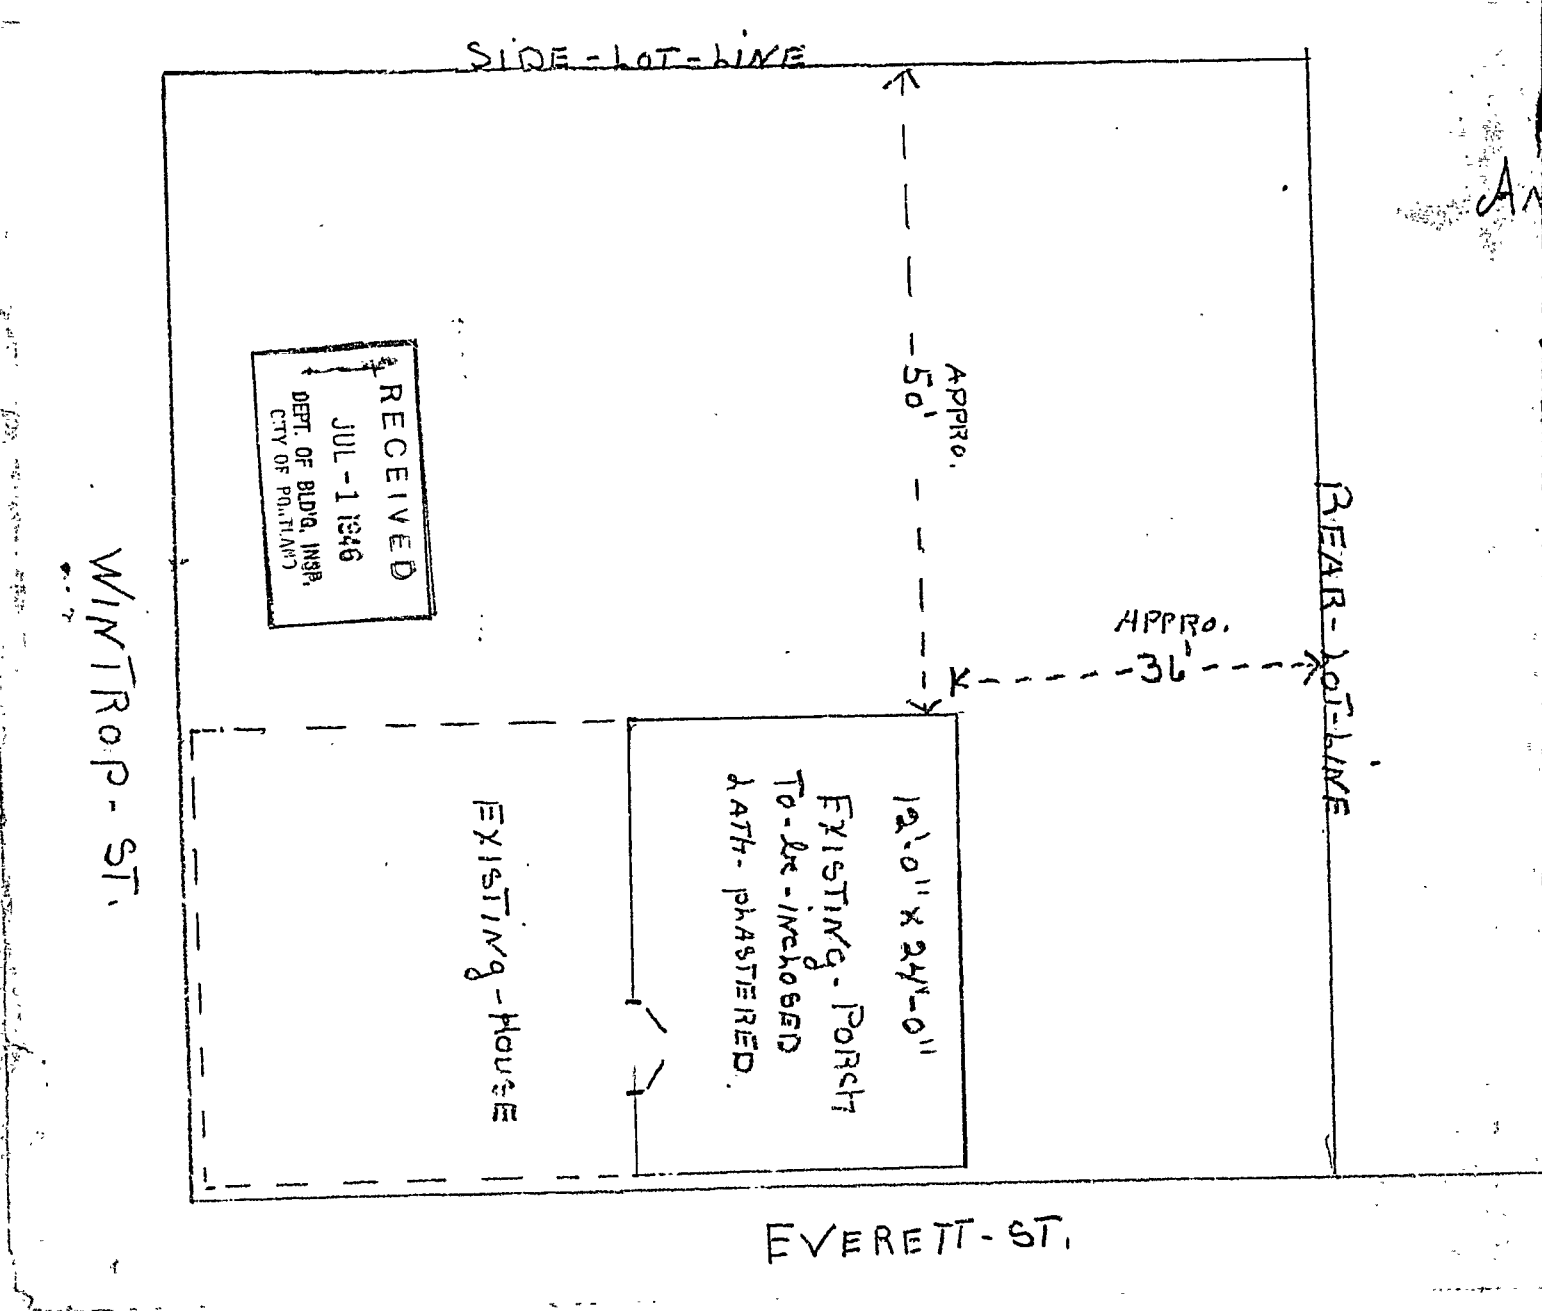 SIDE-LOT-LINE
APPRO.
50'
RECEIVED
JUL-1 1946
DEPT. OF BLD'G. INSP.
CITY OF PORTLAND
REAR-LOT-LINE
APPRO.
36'
WINTROP-ST.
12'-0" x 24'-0"
EXISTING-PORCH
TO-be-INCLOSED
LATH-PLASTERED.
EXISTING-HOUSE
EVERETT-ST.